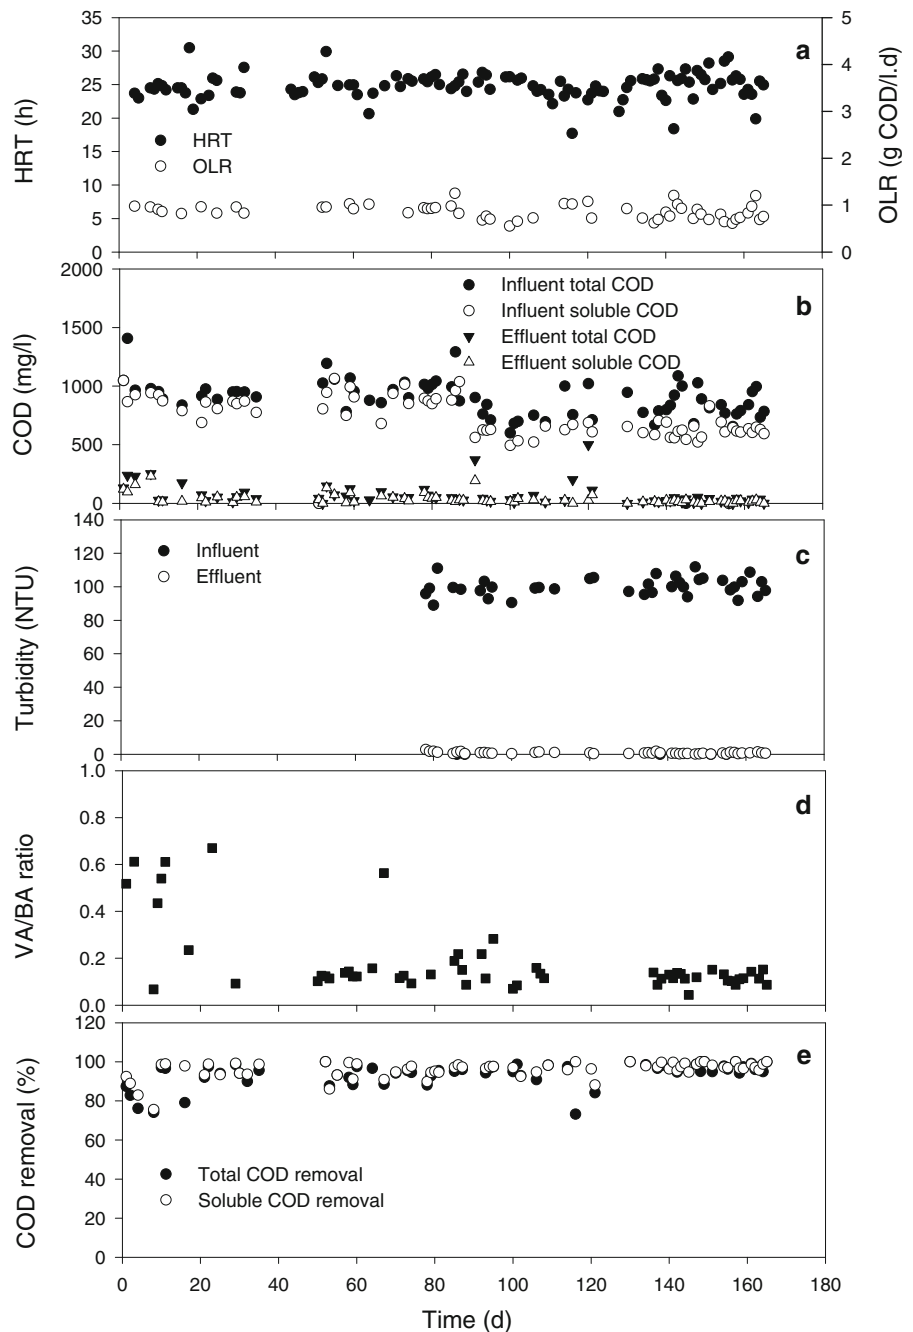 35
30
25
20
15
10
5
0
HRT (h)
5
4
3
2
1
0
OLR (g COD/l.d)
a
HRT
OLR
2000
1500
1000
500
0
COD (mg/l)
b
Influent total COD
Influent soluble COD
Effluent total COD
Effluent soluble COD
140
120
100
80
60
40
20
0
Turbidity (NTU)
c
Influent
Effluent
1.0
0.8
0.6
0.4
0.2
0.0
VA/BA ratio
d
120
100
80
60
40
20
0
COD removal (%)
e
Total COD removal
Soluble COD removal
0 20 40 60 80 100 120 140 160 180
Time (d)